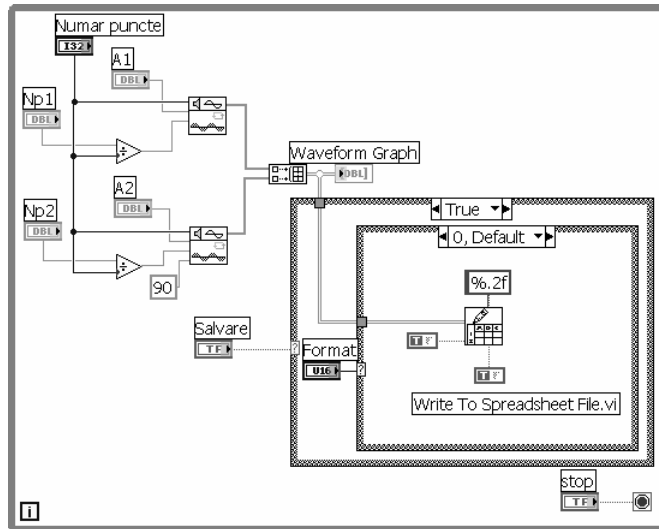 Numar puncte
I32
A1
DBL
Np1
DBL
Waveform Graph
DBL]
A2
DBL
Np2
DBL
True
0, Default
90
%.2f
Salvare
TF
Format
U16
?
?
T F
T F
Write To Spreadsheet File.vi
stop
TF
i